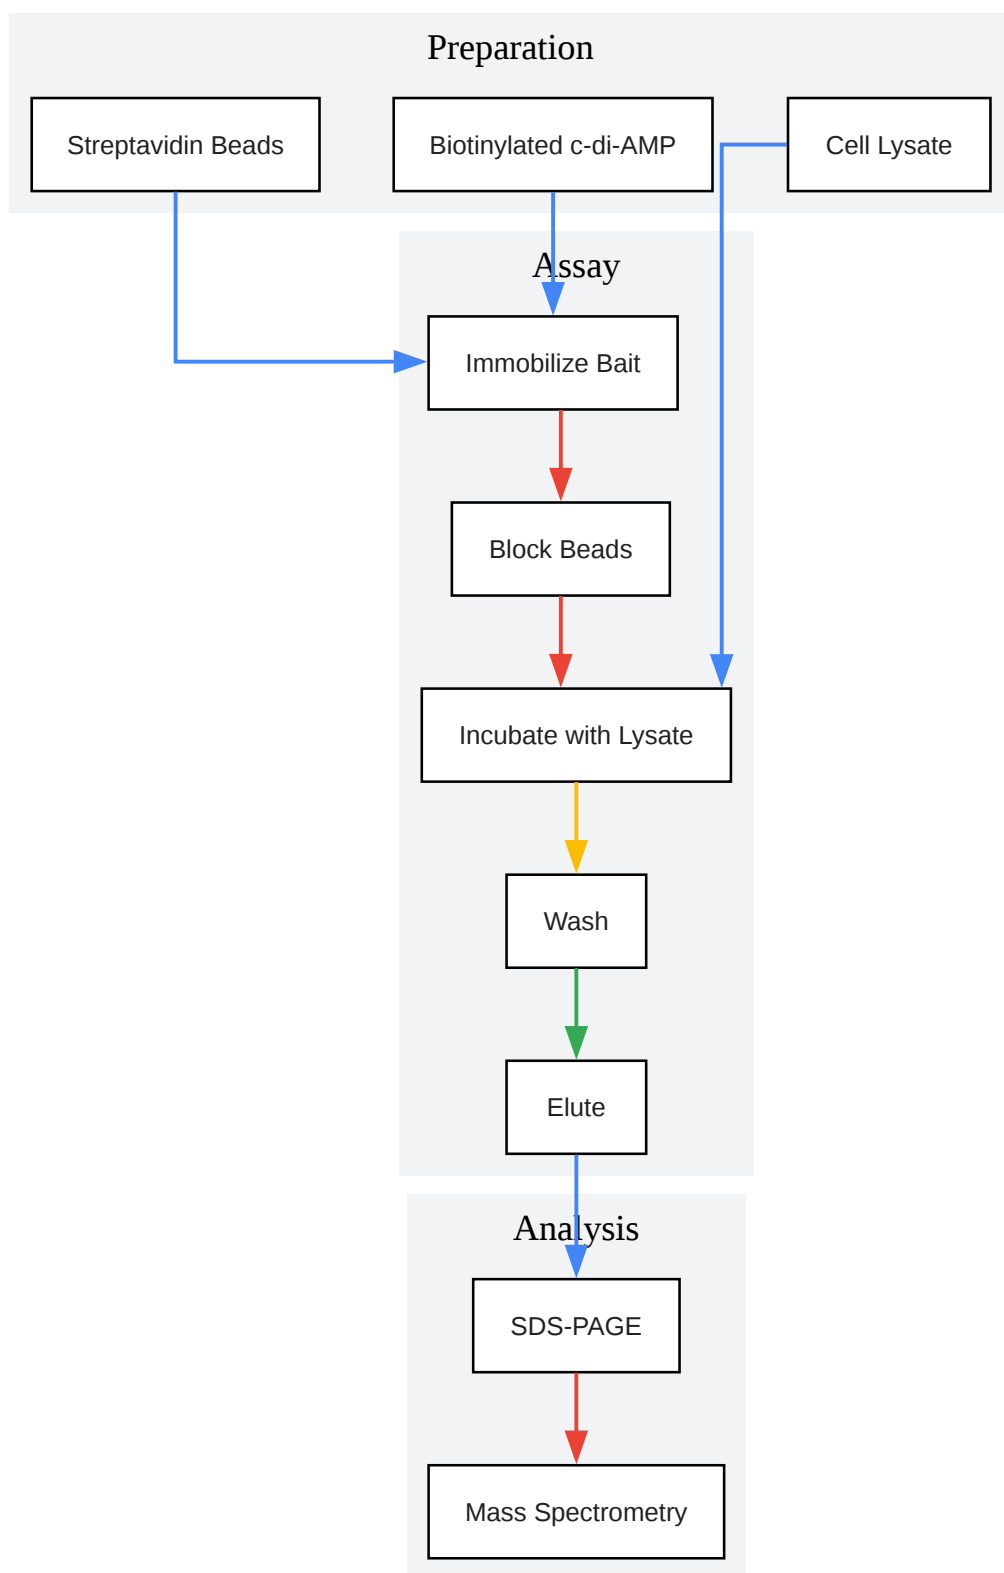 Preparation
Streptavidin Beads
Biotinylated c-di-AMP
Cell Lysate
Assay
Immobilize Bait
Block Beads
Incubate with Lysate
Wash
Elute
Analysis
SDS-PAGE
Mass Spectrometry